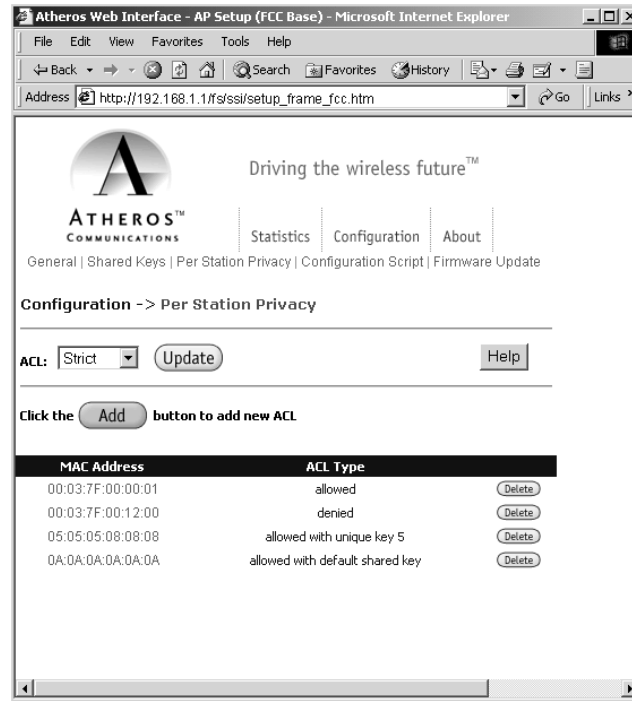 Atheros Web Interface - AP Setup (FCC Base) - Microsoft Internet Explorer
File Edit View Favorites Tools Help
Back Search Favorites History
Address http://192.168.1.1/fs/ssi/setup_frame_fcc.htm Go Links
A
Driving the wireless future™
ATHEROS™
COMMUNICATIONS
Statistics Configuration About
General | Shared Keys | Per Station Privacy | Configuration Script | Firmware Update
Configuration -> Per Station Privacy
ACL: Strict Update Help
Click the Add button to add new ACL
MAC Address ACL Type
00:03:7F:00:00:01 allowed Delete
00:03:7F:00:12:00 denied Delete
05:05:05:08:08:08 allowed with unique key 5 Delete
0A:0A:0A:0A:0A:0A allowed with default shared key Delete